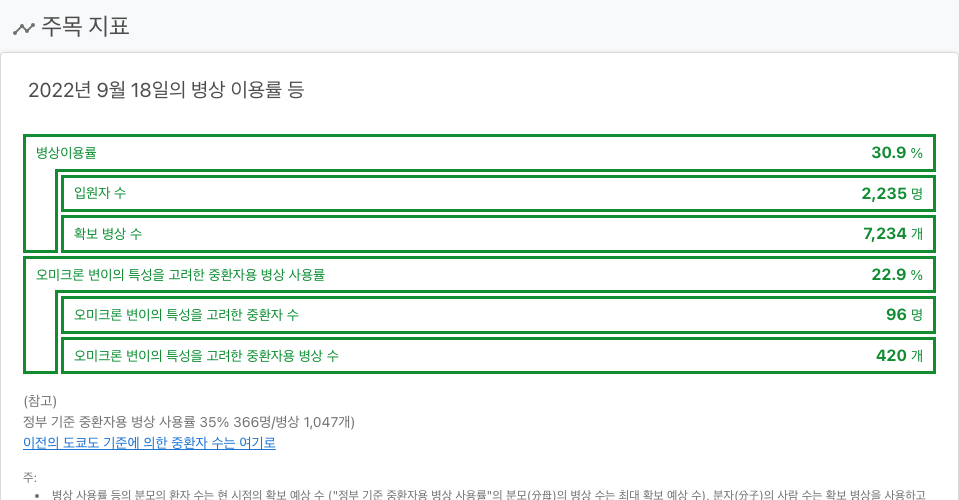 주목 지표
2022년 9월 18일의 병상 이용률 등
병상이용률 30.9 %
입원자 수 2,235 명
확보 병상 수 7,234 개
오미크론 변이의 특성을 고려한 중환자용 병상 사용률 22.9 %
오미크론 변이의 특성을 고려한 중환자 수 96 명
오미크론 변이의 특성을 고려한 중환자용 병상 수 420 개
(참고)
정부 기준 중환자용 병상 사용률 35% 366명/병상 1,047개)
이전의 도쿄도 기준에 의한 중환자 수는 여기로
주:
• 병상 사용률 등의 분모의 환자 수는 현 시점의 확보 예상 수 ("정부 기준 중환자용 병상 사용률"의 분모(分母)의 병상 수는 최대 확보 예상 수), 분자(分子)의 사람 수는 확보 병상을 사용하고